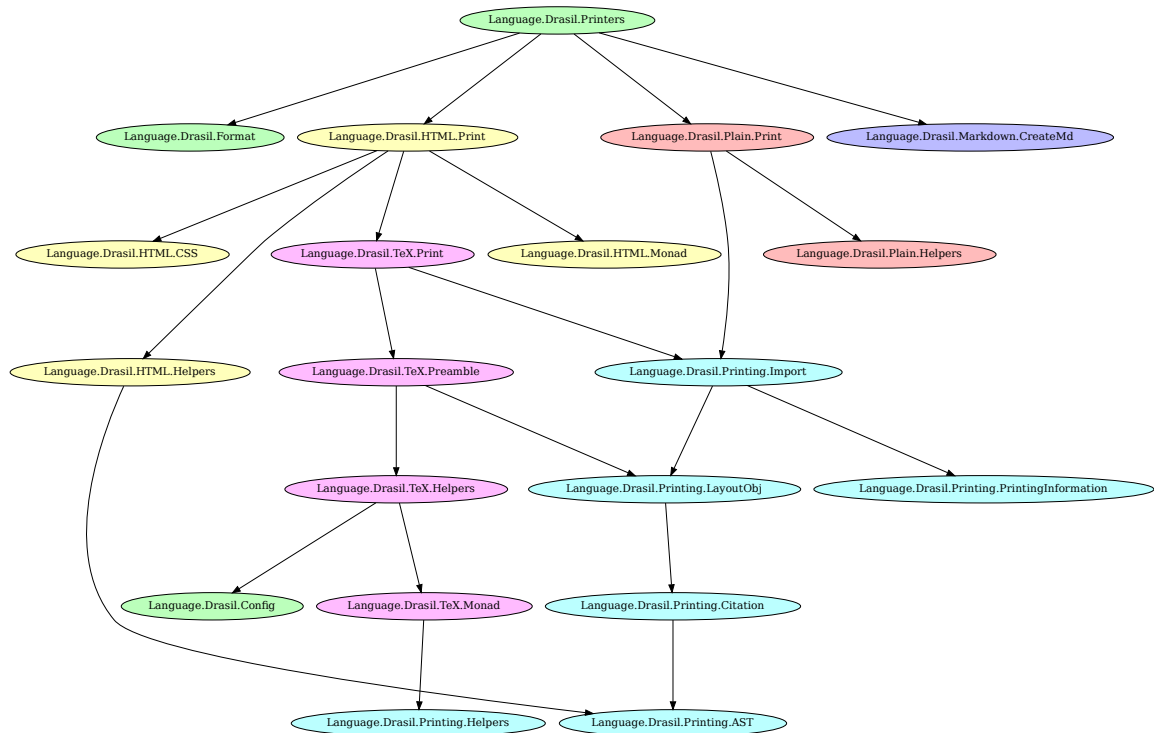 Language.Drasil.Printers
Language.Drasil.Format
Language.Drasil.HTML.Print
Language.Drasil.Plain.Print
Language.Drasil.Markdown.CreateMd
Language.Drasil.HTML.CSS
Language.Drasil.TeX.Print
Language.Drasil.HTML.Monad
Language.Drasil.Plain.Helpers
Language.Drasil.HTML.Helpers
Language.Drasil.TeX.Preamble
Language.Drasil.Printing.Import
Language.Drasil.TeX.Helpers
Language.Drasil.Printing.LayoutObj
Language.Drasil.Printing.PrintingInformation
Language.Drasil.Config
Language.Drasil.TeX.Monad
Language.Drasil.Printing.Citation
Language.Drasil.Printing.Helpers
Language.Drasil.Printing.AST